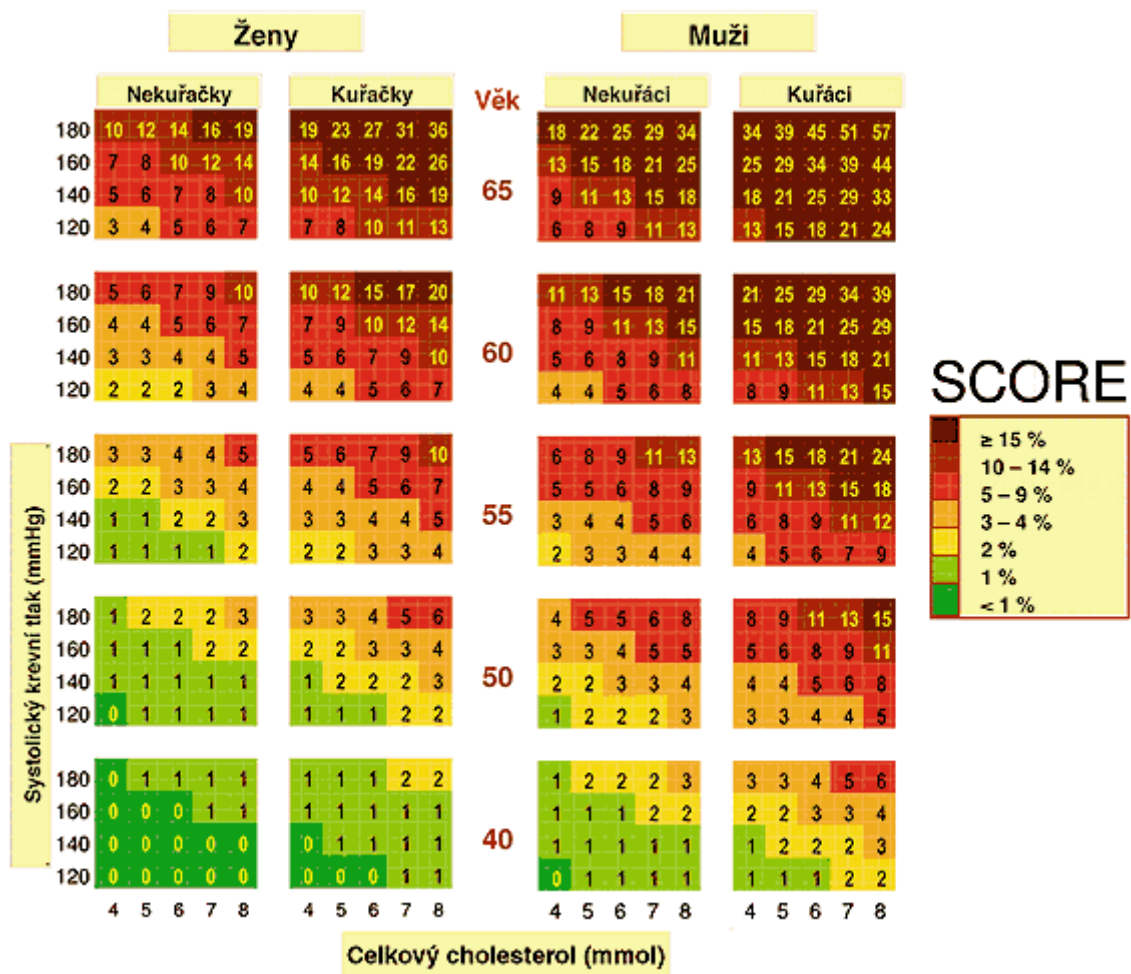 Ženy Muži
Nekuřačky Kuřačky Věk Nekuřáci Kuřáci
180 10 12 14 16 19 19 23 27 31 36 18 22 25 29 34 34 39 45 51 57
160 7 8 10 12 14 14 16 19 22 26 13 15 18 21 25 25 29 34 39 44
140 5 6 7 8 10 10 12 14 16 19 65 9 11 13 15 18 18 21 25 29 33
120 3 4 5 6 7 7 8 10 11 13 6 8 9 11 13 13 15 18 21 24
180 5 6 7 9 10 10 12 15 17 20 11 13 15 18 21 21 25 29 34 39
160 4 4 5 6 7 7 9 10 12 14 8 9 11 13 15 15 18 21 25 29
140 3 3 4 4 5 5 6 7 9 10 60 5 6 8 9 11 11 13 15 18 21
120 2 2 2 3 4 4 4 5 6 7 4 4 5 6 8 8 9 11 13 15
180 3 3 4 4 5 5 6 7 9 10 6 8 9 11 13 13 15 18 21 24
160 2 2 3 3 4 4 4 5 6 7 5 5 6 8 9 9 11 13 15 18
140 1 1 2 2 3 3 3 4 4 5 55 3 4 4 5 6 6 8 9 11 12
120 1 1 1 1 2 2 2 3 3 4 2 3 3 4 4 4 5 6 7 9
180 1 2 2 2 3 3 3 4 5 6 4 5 5 6 8 8 9 11 13 15
160 1 1 1 2 2 2 2 3 3 4 3 3 4 5 5 5 6 8 9 11
140 1 1 1 1 1 1 2 2 2 3 50 2 2 3 3 4 4 4 5 6 8
120 0 1 1 1 1 1 1 1 2 2 1 2 2 2 3 3 3 4 4 5
180 0 1 1 1 1 1 1 1 2 2 1 2 2 2 3 3 3 4 5 6
160 0 0 0 1 1 1 1 1 1 1 1 1 1 2 2 2 2 3 3 4
140 0 0 0 0 0 0 1 1 1 1 40 1 1 1 1 1 1 2 2 2 3
120 0 0 0 0 0 0 0 0 1 1 0 1 1 1 1 1 1 1 2 2
4 5 6 7 8 4 5 6 7 8 4 5 6 7 8 4 5 6 7 8
Systolický krevní tlak (mmHg)
Celkový cholesterol (mmol)
SCORE
≥ 15 %
10 – 14 %
5 – 9 %
3 – 4 %
2 %
1 %
< 1 %